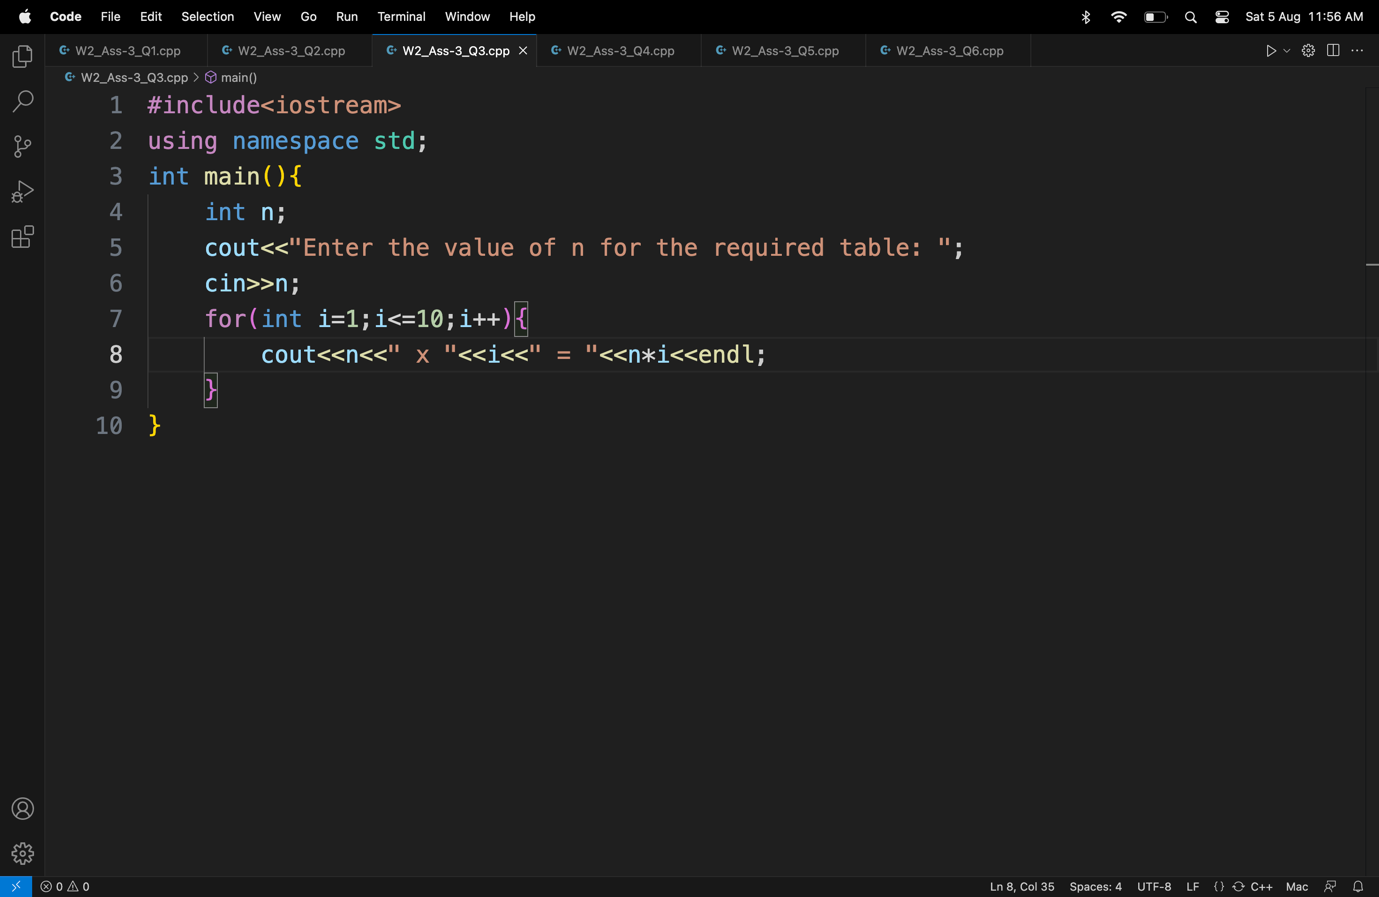 Code File Edit Selection View Go Run Terminal Window Help Sat 5 Aug 11:56 AM
W2_Ass-3_Q1.cpp W2_Ass-3_Q2.cpp W2_Ass-3_Q3.cpp W2_Ass-3_Q4.cpp W2_Ass-3_Q5.cpp W2_Ass-3_Q6.cpp
W2_Ass-3_Q3.cpp > main()
1 #include<iostream>
2 using namespace std;
3 int main(){
4     int n;
5     cout<<"Enter the value of n for the required table: ";
6     cin>>n;
7     for(int i=1;i<=10;i++){
8         cout<<n<<" x "<<i<<" = "<<n*i<<endl;
9     }
10 }
0 0 Ln 8, Col 35 Spaces: 4 UTF-8 LF {} C++ Mac